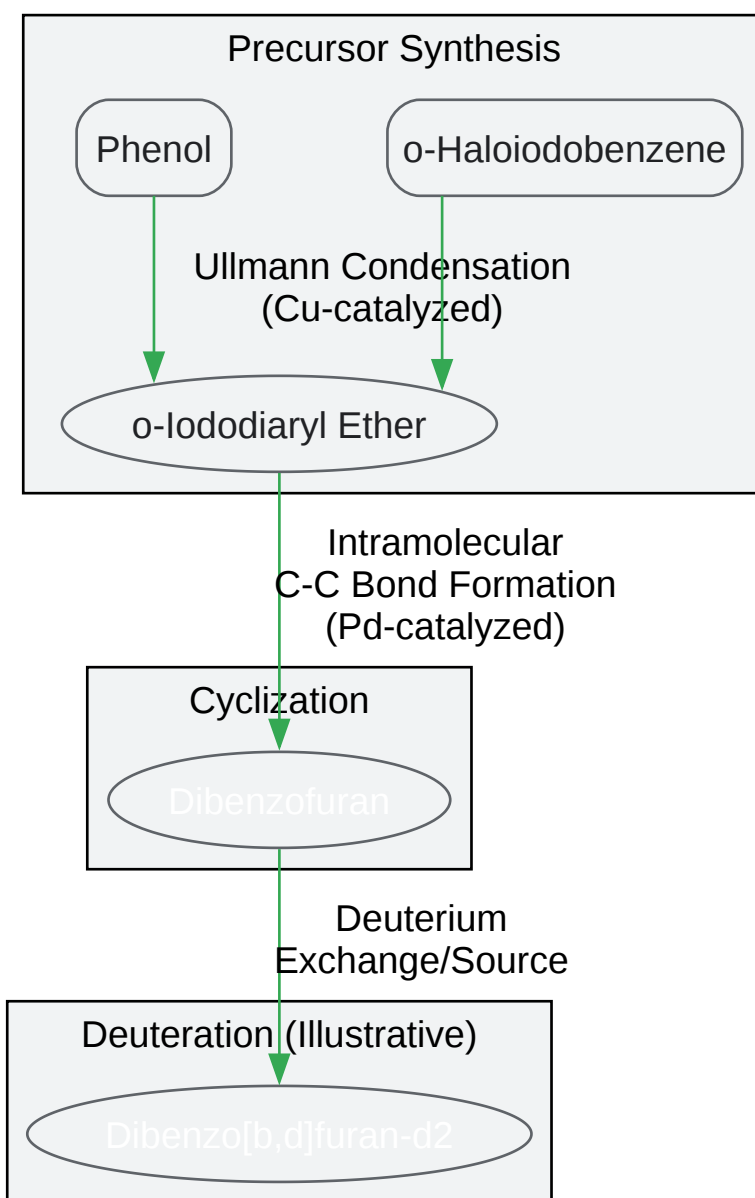 Precursor Synthesis
Phenol
o-Haloiodobenzene
Ullmann Condensation
(Cu-catalyzed)
o-Iododiaryl Ether
Intramolecular
C-C Bond Formation
(Pd-catalyzed)
Cyclization
Dibenzofuran
Deuterium
Exchange/Source
Deuteration (Illustrative)
Dibenzo[b,d]furan-d2